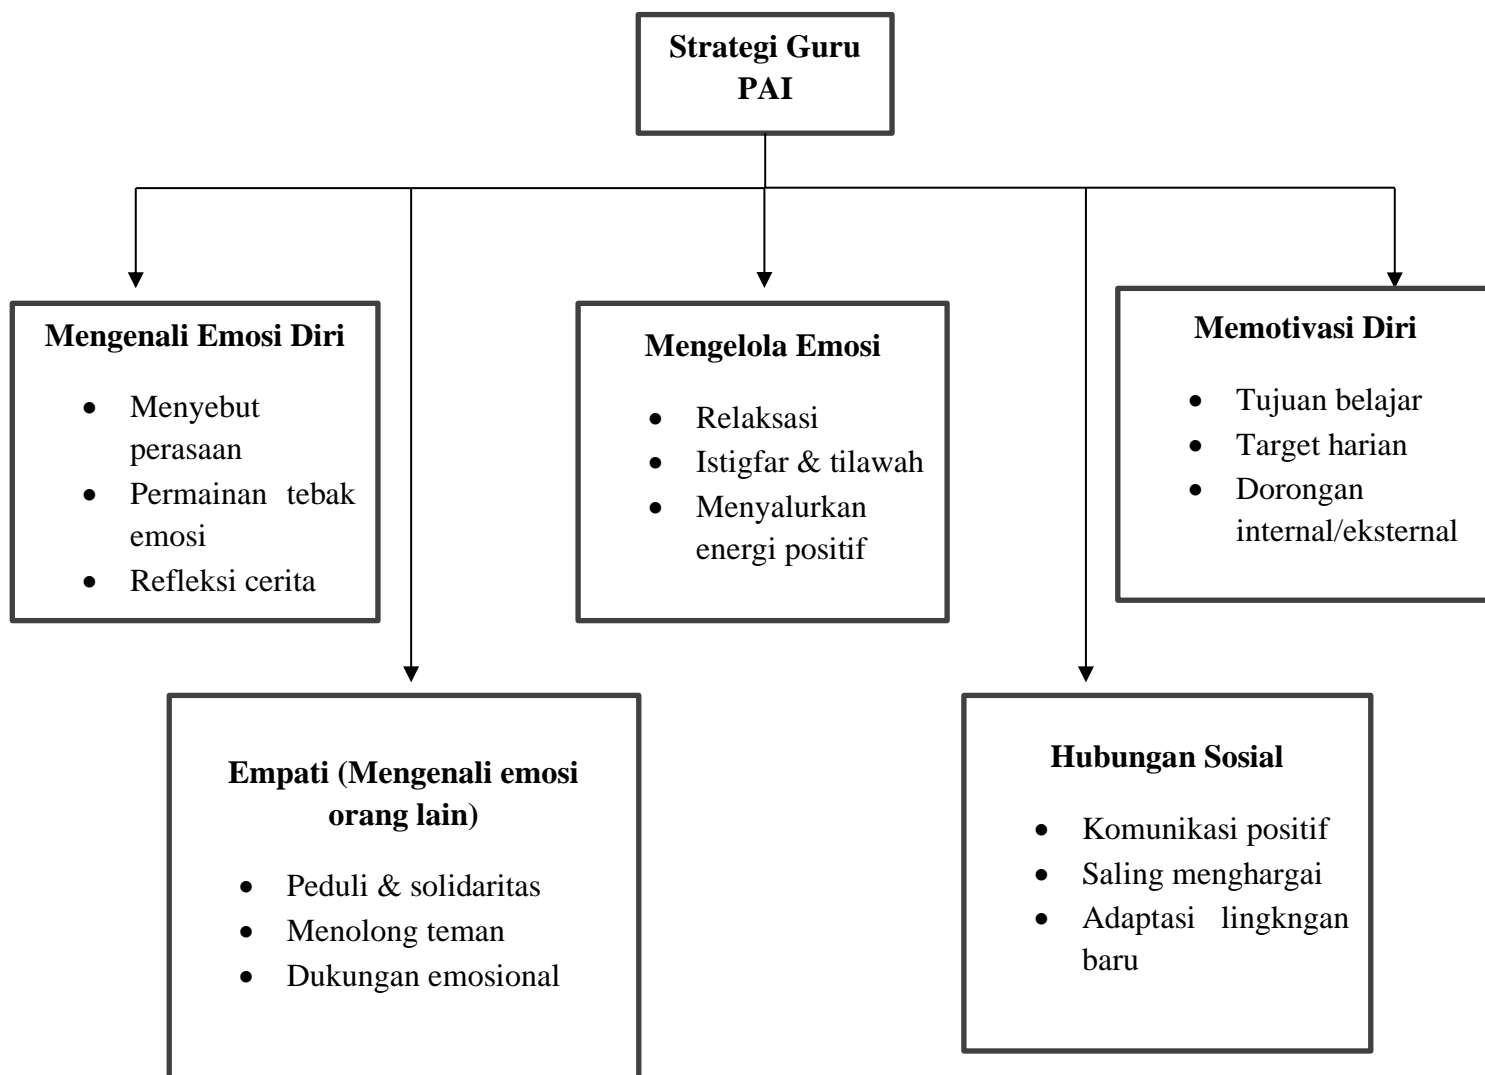 Strategi Guru
PAI
Mengenali Emosi Diri
• Menyebut
perasaan
• Permainan tebak
emosi
• Refleksi cerita
Mengelola Emosi
• Relaksasi
• Istigfar & tilawah
• Menyalurkan
energi positif
Memotivasi Diri
• Tujuan belajar
• Target harian
• Dorongan
internal/eksternal
Empati (Mengenali emosi
orang lain)
• Peduli & solidaritas
• Menolong teman
• Dukungan emosional
Hubungan Sosial
• Komunikasi positif
• Saling menghargai
• Adaptasi lingkngan
baru